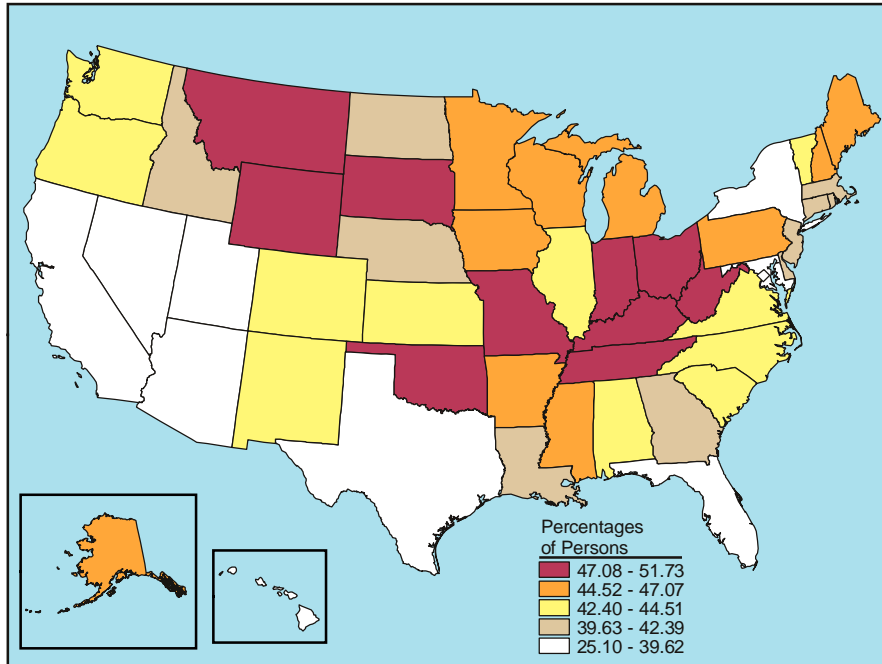 Percentages
of Persons
47.08 - 51.73
44.52 - 47.07
42.40 - 44.51
39.63 - 42.39
25.10 - 39.62